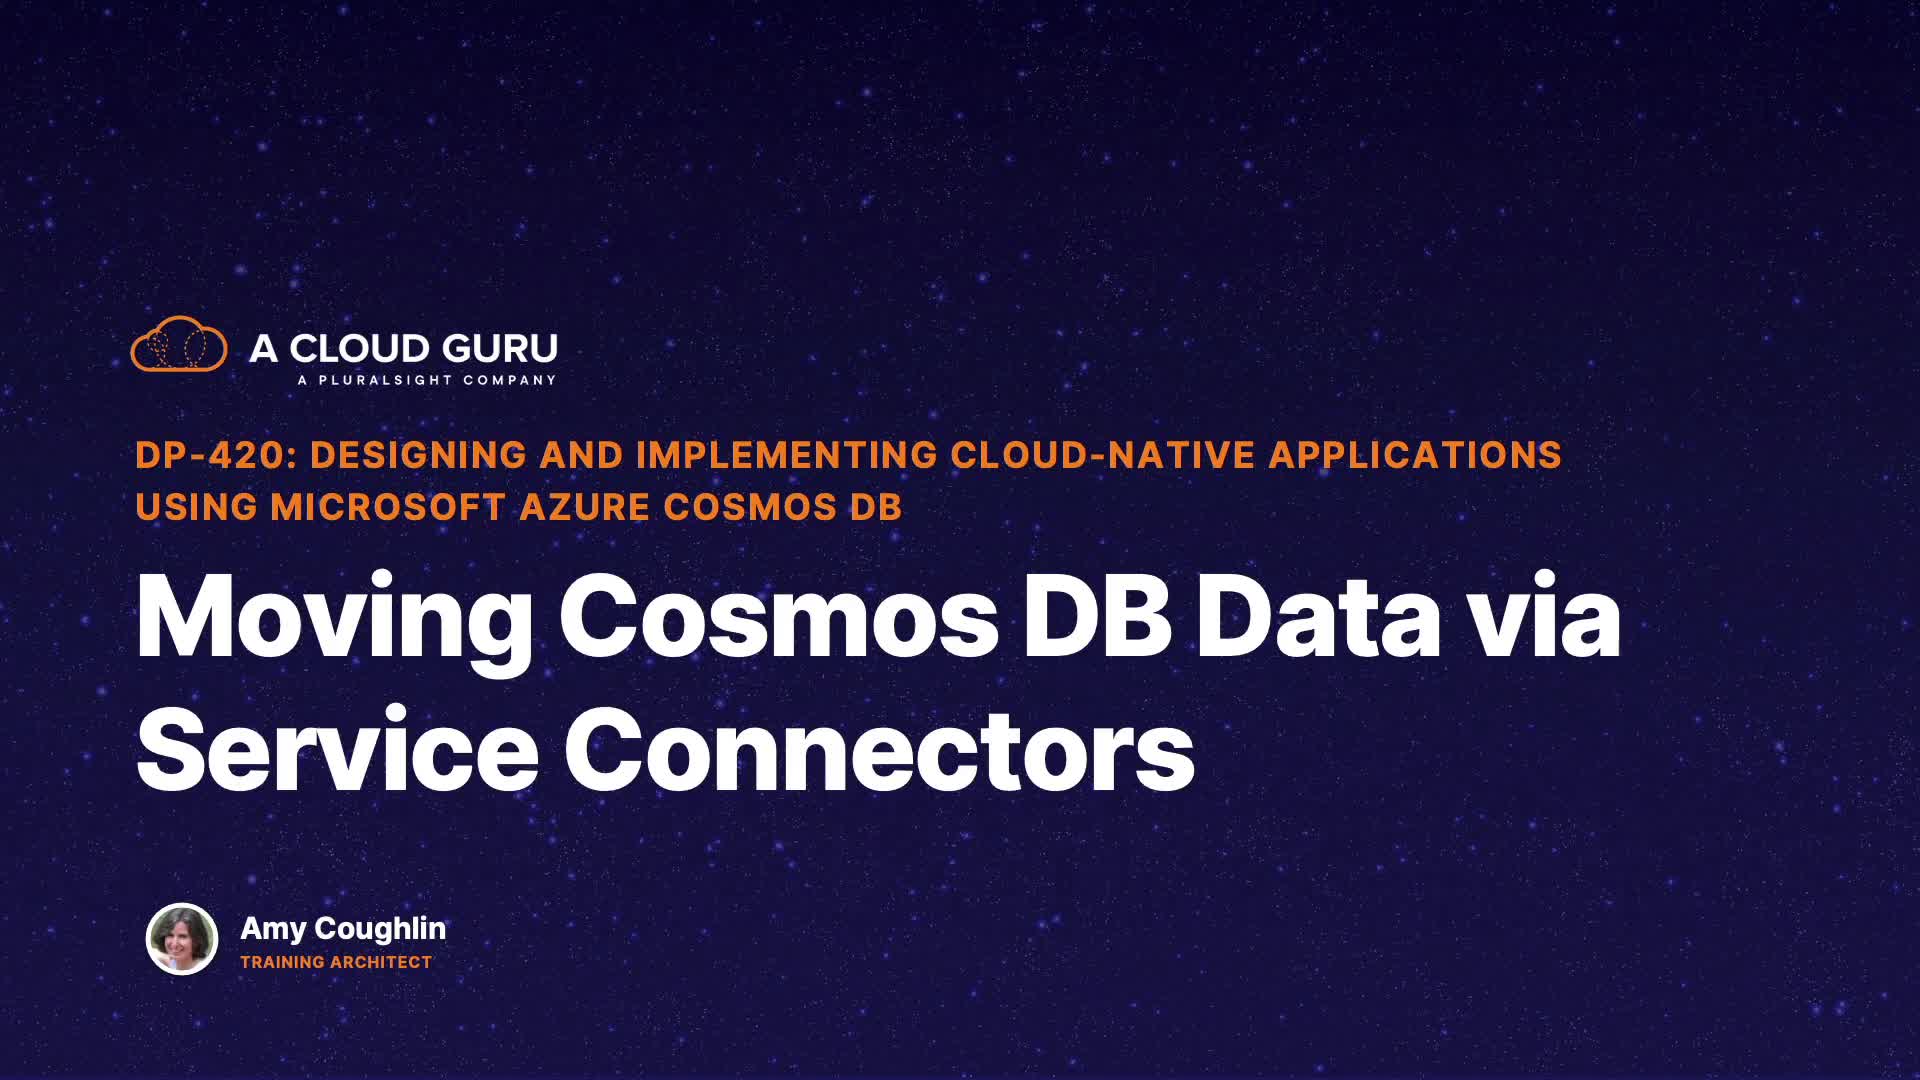 A CLOUD GURU
A PLURALSIGHT COMPANY
DP-420: DESIGNING AND IMPLEMENTING CLOUD-NATIVE APPLICATIONS
USING MICROSOFT AZURE COSMOS DB
Moving Cosmos DB Data via
Service Connectors
Amy Coughlin
TRAINING ARCHITECT